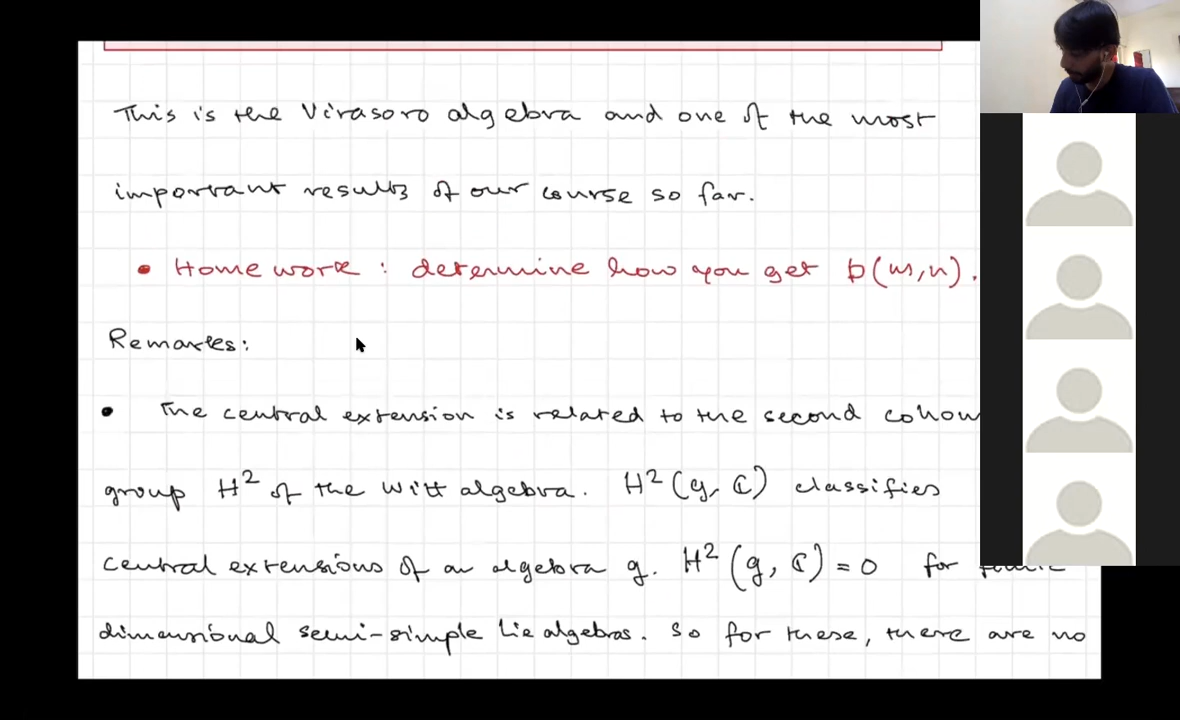 This is the Virasoro algebra and one of the most
important results of our course so far.
• Homework : determine how you get b(m,n).
Remarks:
• The central extension is related to the second
group H² of the Witt algebra. H²(g, ℂ) classifies
central extensions of an algebra g. H²(g, ℂ) = 0 for
dimensional semi-simple Lie algebras. So for these, there are no